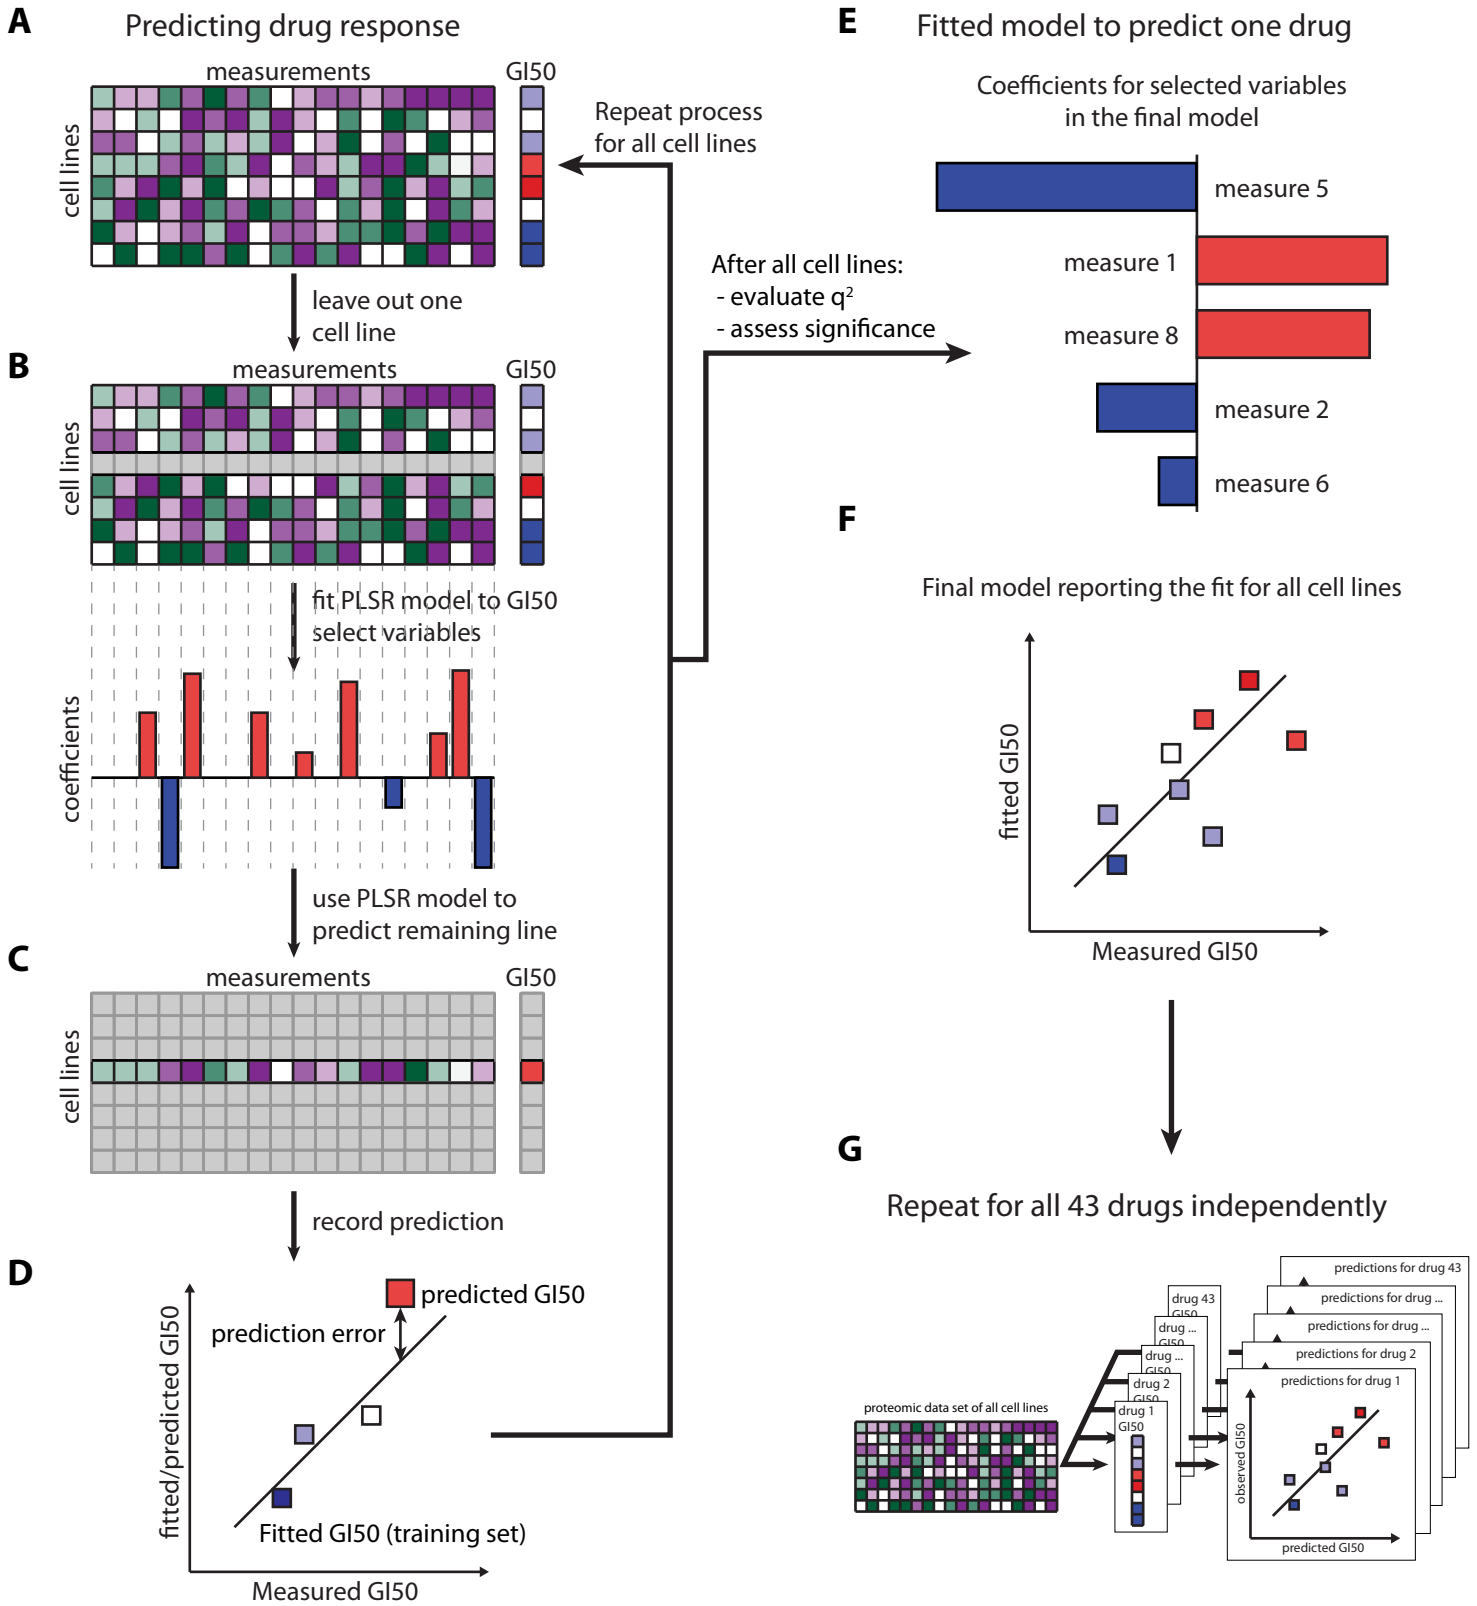 A
Predicting drug response
measurements
GI50
cell lines
Repeat process
for all cell lines
leave out one
cell line
B
measurements
GI50
cell lines
fit PLSR model to GI50
select variables
coefficients
use PLSR model to
predict remaining line
C
measurements
GI50
cell lines
record prediction
D
predicted GI50
prediction error
fitted/predicted GI50
Fitted GI50 (training set)
Measured GI50
After all cell lines:
- evaluate q²
- assess significance
E
Fitted model to predict one drug
Coefficients for selected variables
in the final model
measure 5
measure 1
measure 8
measure 2
measure 6
F
Final model reporting the fit for all cell lines
fitted GI50
Measured GI50
G
Repeat for all 43 drugs independently
proteomic data set of all cell lines
drug 43
GI50
drug ...
GI50
drug ...
GI50
drug 2
GI50
drug 1
GI50
predictions for drug 43
predictions for drug ...
predictions for drug ...
predictions for drug 2
predictions for drug 1
observed GI50
predicted GI50